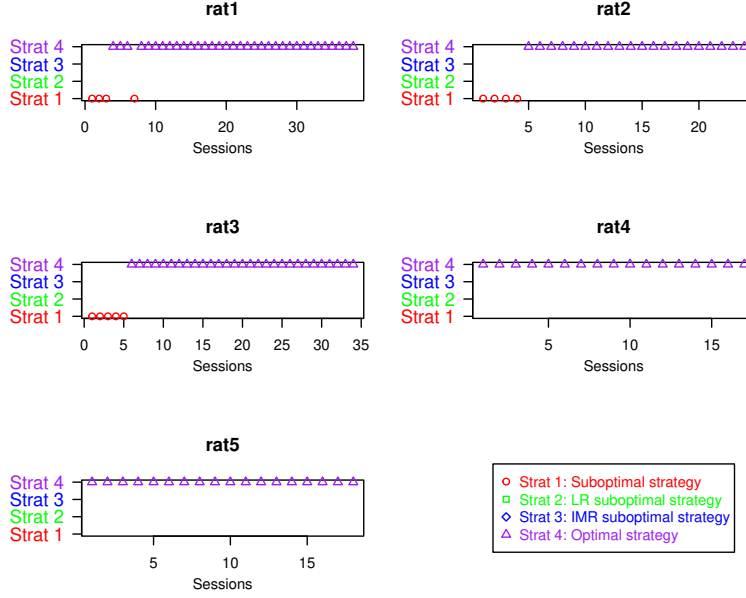 rat1
Strat 4
Strat 3
Strat 2
Strat 1
0 10 20 30
Sessions
rat2
Strat 4
Strat 3
Strat 2
Strat 1
5 10 15 20
Sessions
rat3
Strat 4
Strat 3
Strat 2
Strat 1
0 5 10 15 20 25 30 35
Sessions
rat4
Strat 4
Strat 3
Strat 2
Strat 1
5 10 15
Sessions
rat5
Strat 4
Strat 3
Strat 2
Strat 1
5 10 15
Sessions
Strat 1: Suboptimal strategy
Strat 2: LR suboptimal strategy
Strat 3: IMR suboptimal strategy
Strat 4: Optimal strategy